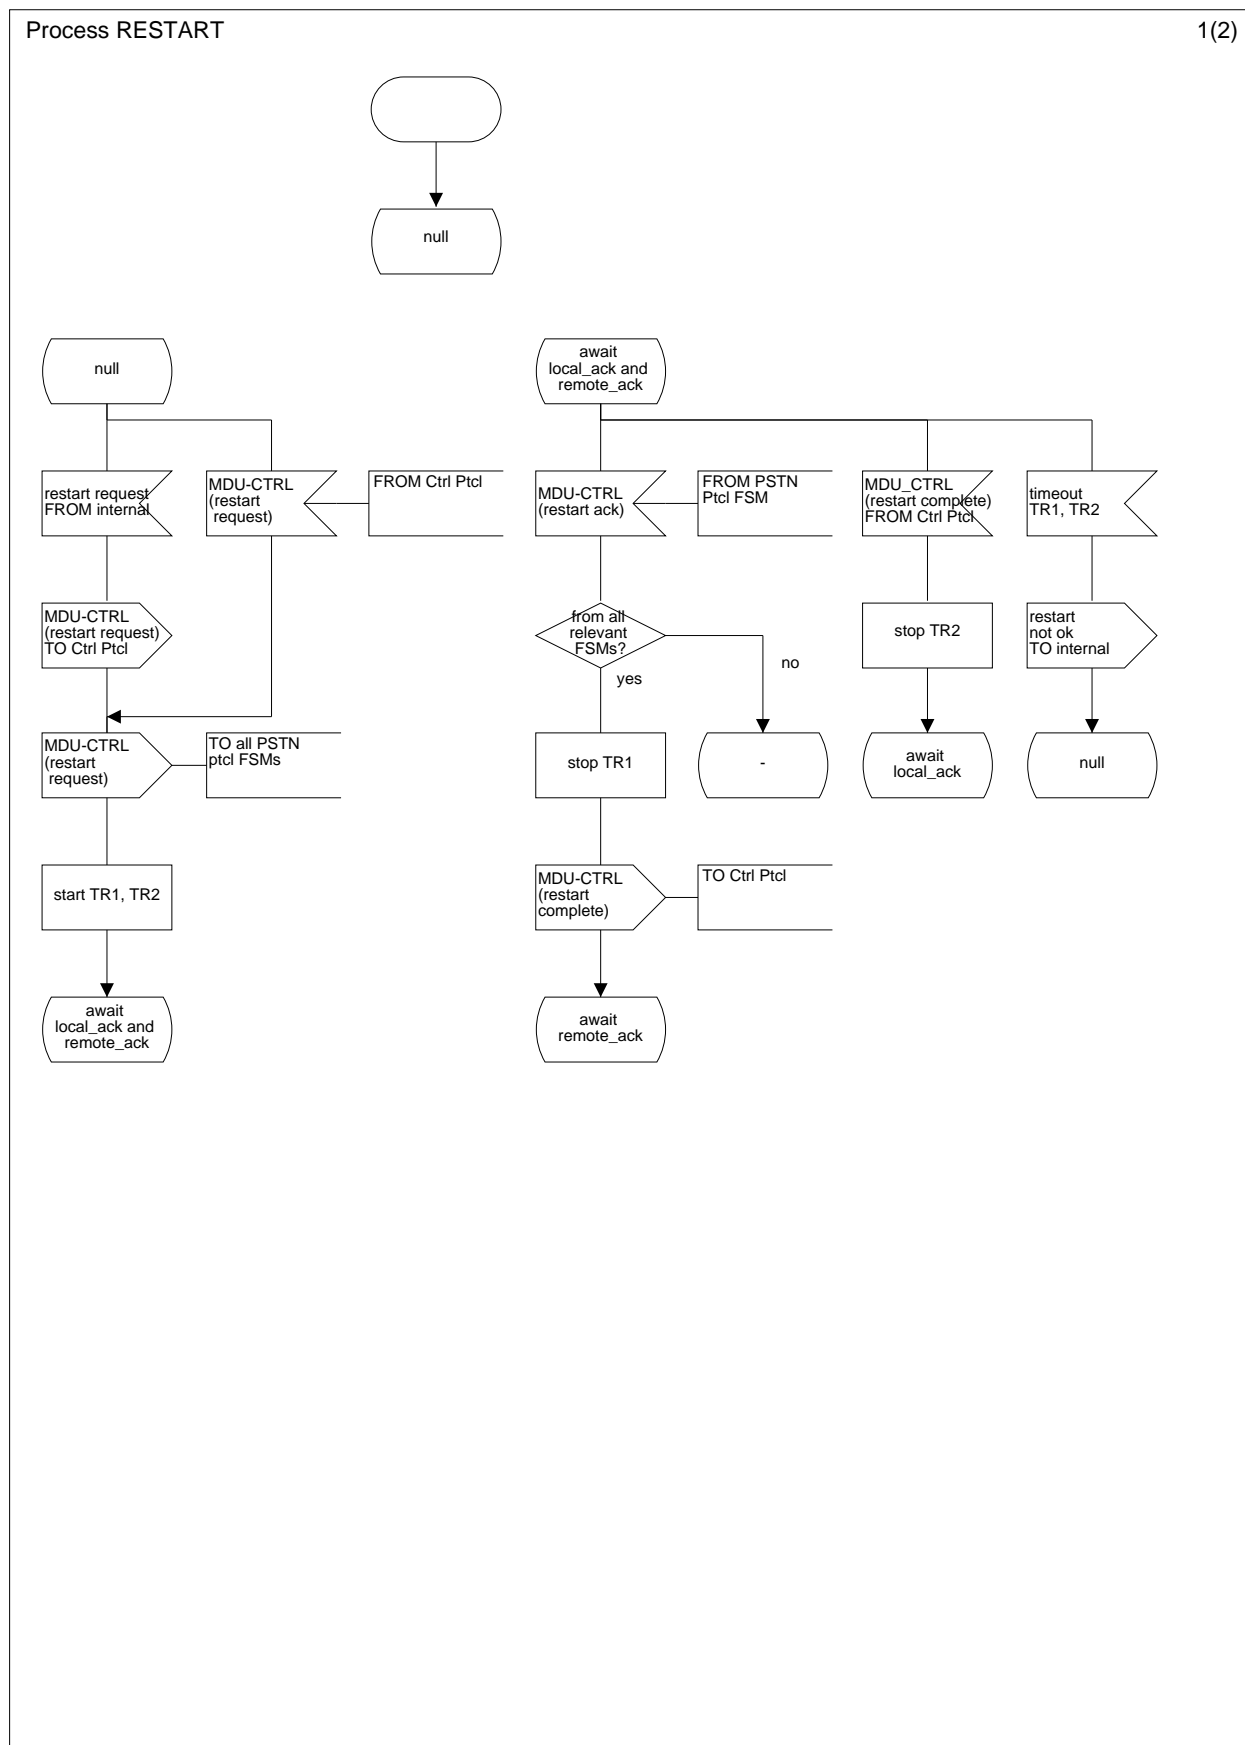 Process RESTART
1(2)
null
null
await
local_ack and
remote_ack
restart request
FROM internal
MDU-CTRL
(restart
request)
FROM Ctrl Ptcl
MDU-CTRL
(restart ack)
FROM PSTN
Ptcl FSM
MDU_CTRL
(restart complete)
FROM Ctrl Ptcl
timeout
TR1, TR2
MDU-CTRL
(restart request)
TO Ctrl Ptcl
from all
relevant
FSMs?
yes
no
stop TR2
restart
not ok
TO internal
MDU-CTRL
(restart
request)
TO all PSTN
ptcl FSMs
stop TR1
-
await
local_ack
null
start TR1, TR2
MDU-CTRL
(restart
complete)
TO Ctrl Ptcl
await
local_ack and
remote_ack
await
remote_ack